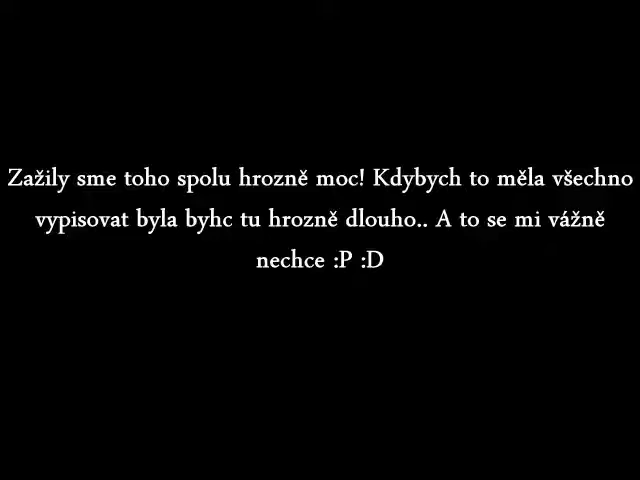 Zažily sme toho spolu hrozně moc! Kdybych to měla všechno
vypisovat byla byhc tu hrozně dlouho.. A to se mi vážně
nechce :P :D